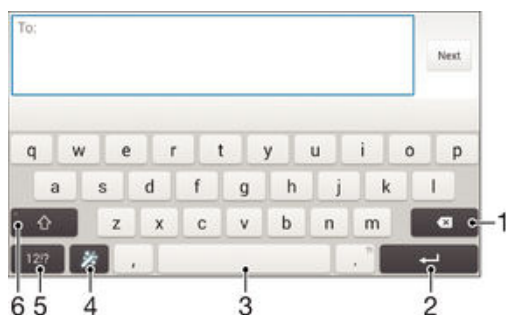 To:
Next
q w e r t y u i o p
a s d f g h j k l
z x c v b n m
12!? , .
1
6 5 4 3 2